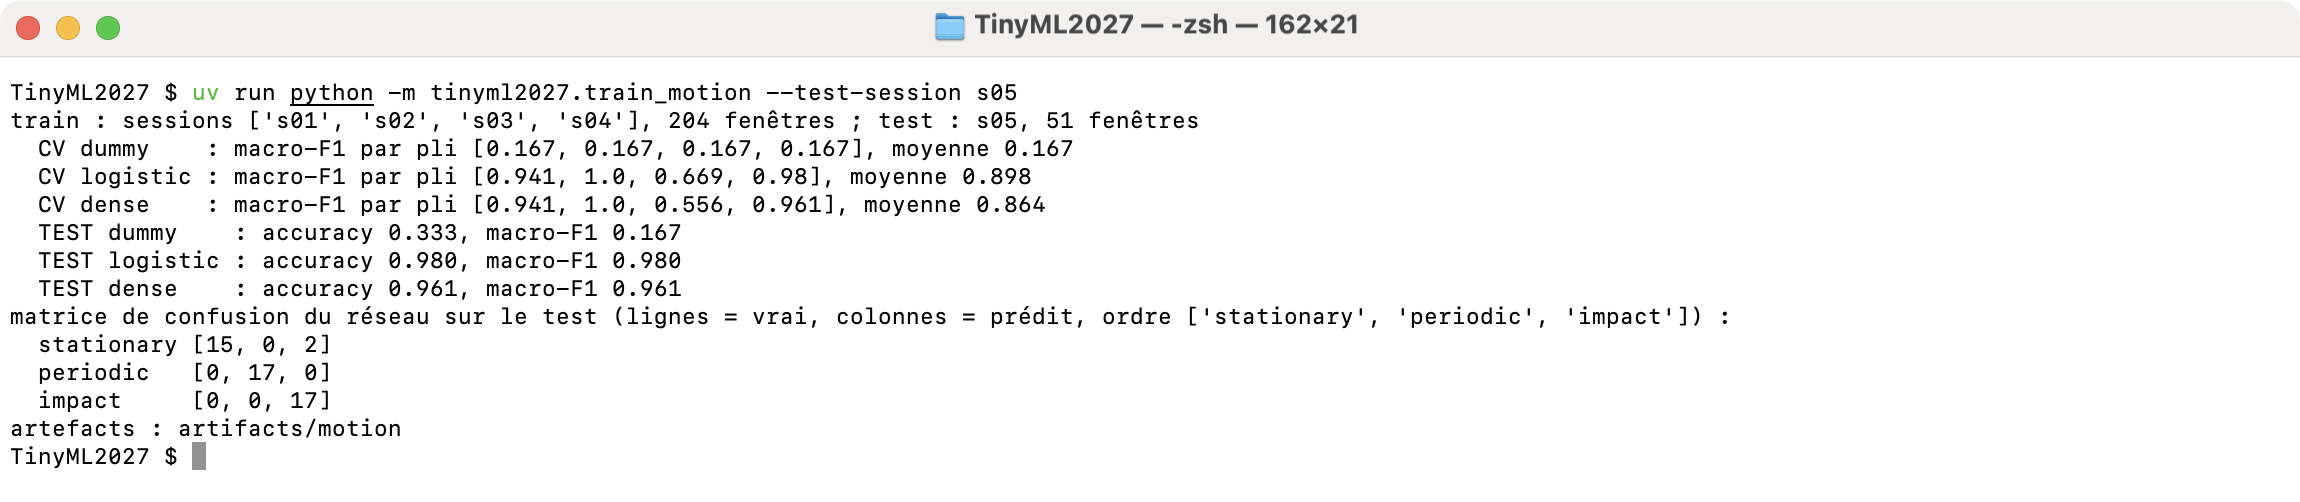 TinyML2027 — -zsh — 162×21
TinyML2027 $ uv run python -m tinyml2027.train_motion --test-session s05
train : sessions ['s01', 's02', 's03', 's04'], 204 fenêtres ; test : s05, 51 fenêtres
  CV dummy    : macro-F1 par pli [0.167, 0.167, 0.167, 0.167], moyenne 0.167
  CV logistic : macro-F1 par pli [0.941, 1.0, 0.669, 0.98], moyenne 0.898
  CV dense    : macro-F1 par pli [0.941, 1.0, 0.556, 0.961], moyenne 0.864
  TEST dummy    : accuracy 0.333, macro-F1 0.167
  TEST logistic : accuracy 0.980, macro-F1 0.980
  TEST dense    : accuracy 0.961, macro-F1 0.961
matrice de confusion du réseau sur le test (lignes = vrai, colonnes = prédit, ordre ['stationary', 'periodic', 'impact']) :
  stationary [15, 0, 2]
  periodic   [0, 17, 0]
  impact     [0, 0, 17]
artefacts : artifacts/motion
TinyML2027 $